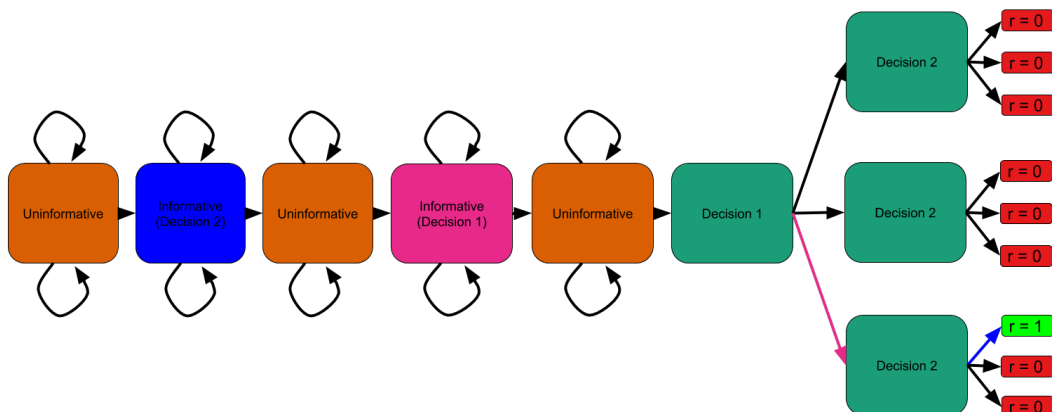 Uninformative
Informative
(Decision 2)
Uninformative
Informative
(Decision 1)
Uninformative
Decision 1
Decision 2
r = 0
r = 0
r = 0
Decision 2
r = 0
r = 0
r = 0
Decision 2
r = 1
r = 0
r = 0